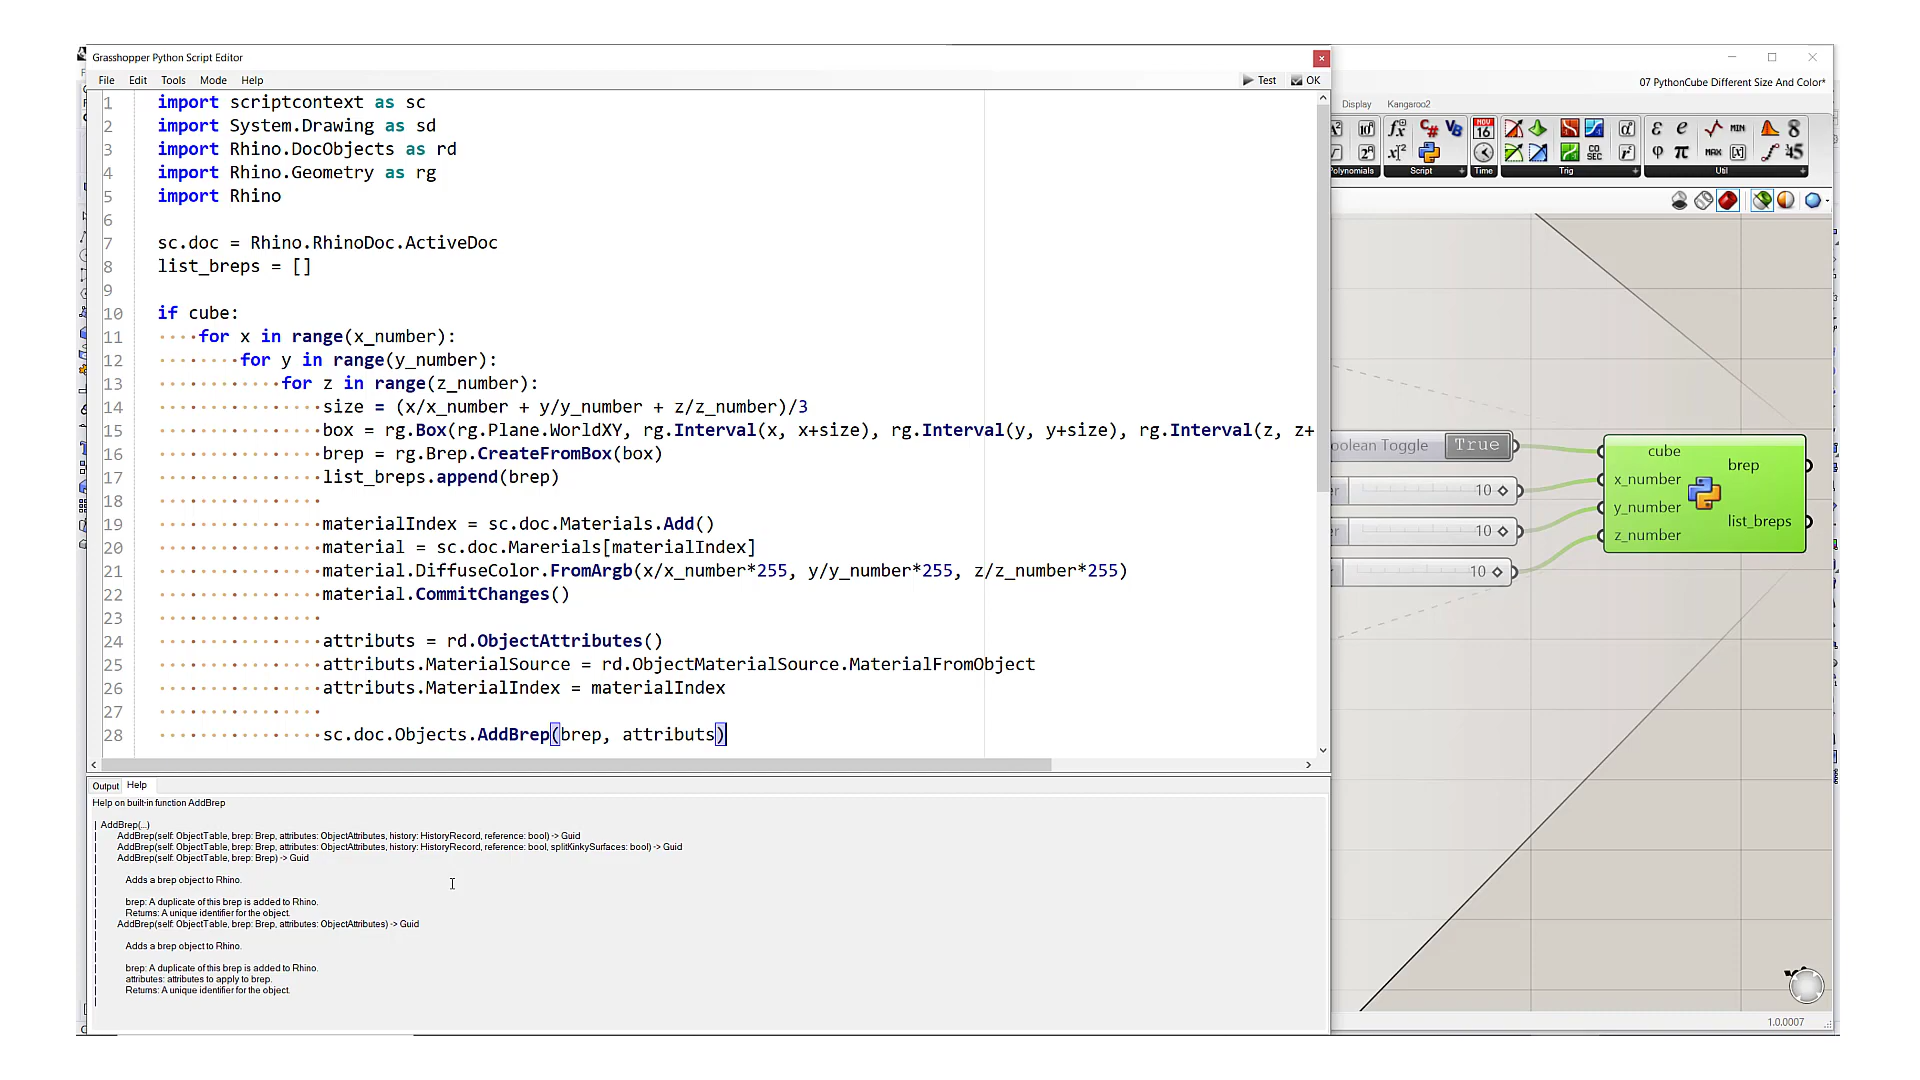 Grasshopper Python Script Editor
File Edit Tools Mode Help
Test OK
1 import scriptcontext as sc
2 import System.Drawing as sd
3 import Rhino.DocObjects as rd
4 import Rhino.Geometry as rg
5 import Rhino
6
7 sc.doc = Rhino.RhinoDoc.ActiveDoc
8 list_breps = []
9
10 if cube:
11 for x in range(x_number):
12 for y in range(y_number):
13 for z in range(z_number):
14 size = (x/x_number + y/y_number + z/z_number)/3
15 box = rg.Box(rg.Plane.WorldXY, rg.Interval(x, x+size), rg.Interval(y, y+size), rg.Interval(z, z+
16 brep = rg.Brep.CreateFromBox(box)
17 list_breps.append(brep)
18
19 materialIndex = sc.doc.Materials.Add()
20 material = sc.doc.Marerials[materialIndex]
21 material.DiffuseColor.FromArgb(x/x_number*255, y/y_number*255, z/z_number*255)
22 material.CommitChanges()
23
24 attributs = rd.ObjectAttributes()
25 attributs.MaterialSource = rd.ObjectMaterialSource.MaterialFromObject
26 attributs.MaterialIndex = materialIndex
27
28 sc.doc.Objects.AddBrep(brep, attributs)
Output Help
Help on built-in function AddBrep
AddBrep(...)
AddBrep(self: ObjectTable, brep: Brep, attributes: ObjectAttributes, history: HistoryRecord, reference: bool) -> Guid
AddBrep(self: ObjectTable, brep: Brep, attributes: ObjectAttributes, history: HistoryRecord, reference: bool, splitKinkySurfaces: bool) -> Guid
AddBrep(self: ObjectTable, brep: Brep) -> Guid
Adds a brep object to Rhino.
brep: A duplicate of this brep is added to Rhino.
Returns: A unique identifier for the object.
AddBrep(self: ObjectTable, brep: Brep, attributes: ObjectAttributes) -> Guid
Adds a brep object to Rhino.
brep: A duplicate of this brep is added to Rhino.
attributes: attributes to apply to brep.
Returns: A unique identifier for the object.
07 PythonCube Different Size And Color*
Display Kangaroo2
olynomials Script Time Trig Util
oolean Toggle True
er 10
er 10
er 10
cube
x_number
y_number
z_number
brep
list_breps
1.0.0007